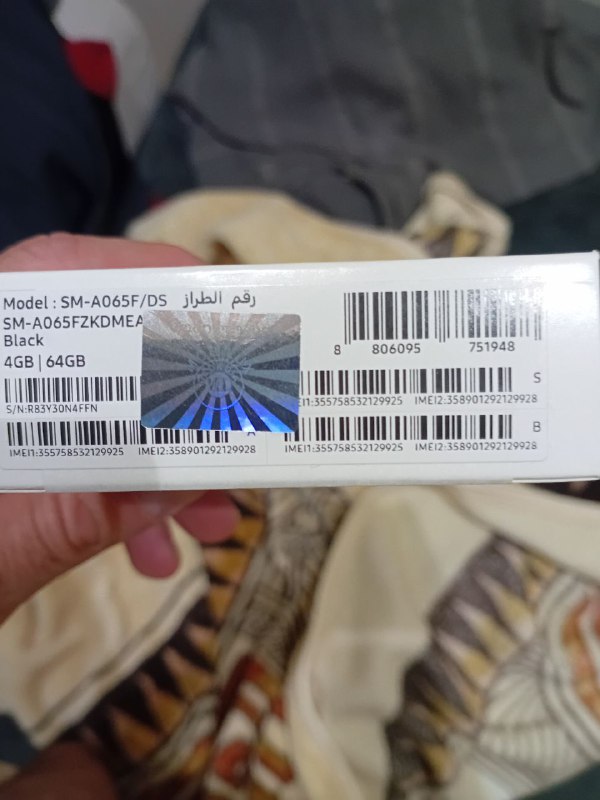 Model : SM-A065F/DS رقم الطراز
SM-A065FZKDMEA
Black
4GB | 64GB
S/N:R83Y30N4FFN
8 806095 751948
S
I1:355758532129925 IMEI2:358901292129928
A
B
IMEI1:355758532129925 IMEI2:358901292129928
IMEI1:355758532129925 IMEI2:358901292129928